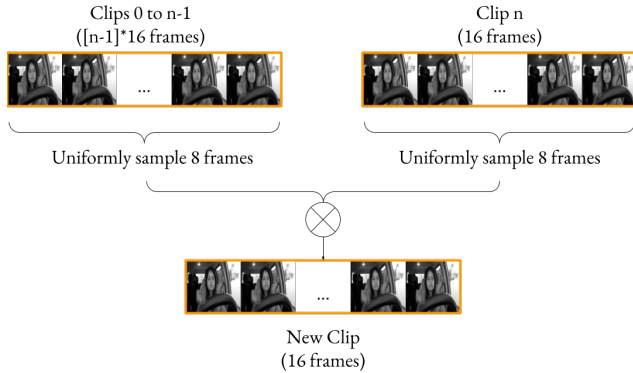 Clips 0 to n-1
([n-1]*16 frames)
Clip n
(16 frames)
...
...
Uniformly sample 8 frames
Uniformly sample 8 frames
...
New Clip
(16 frames)